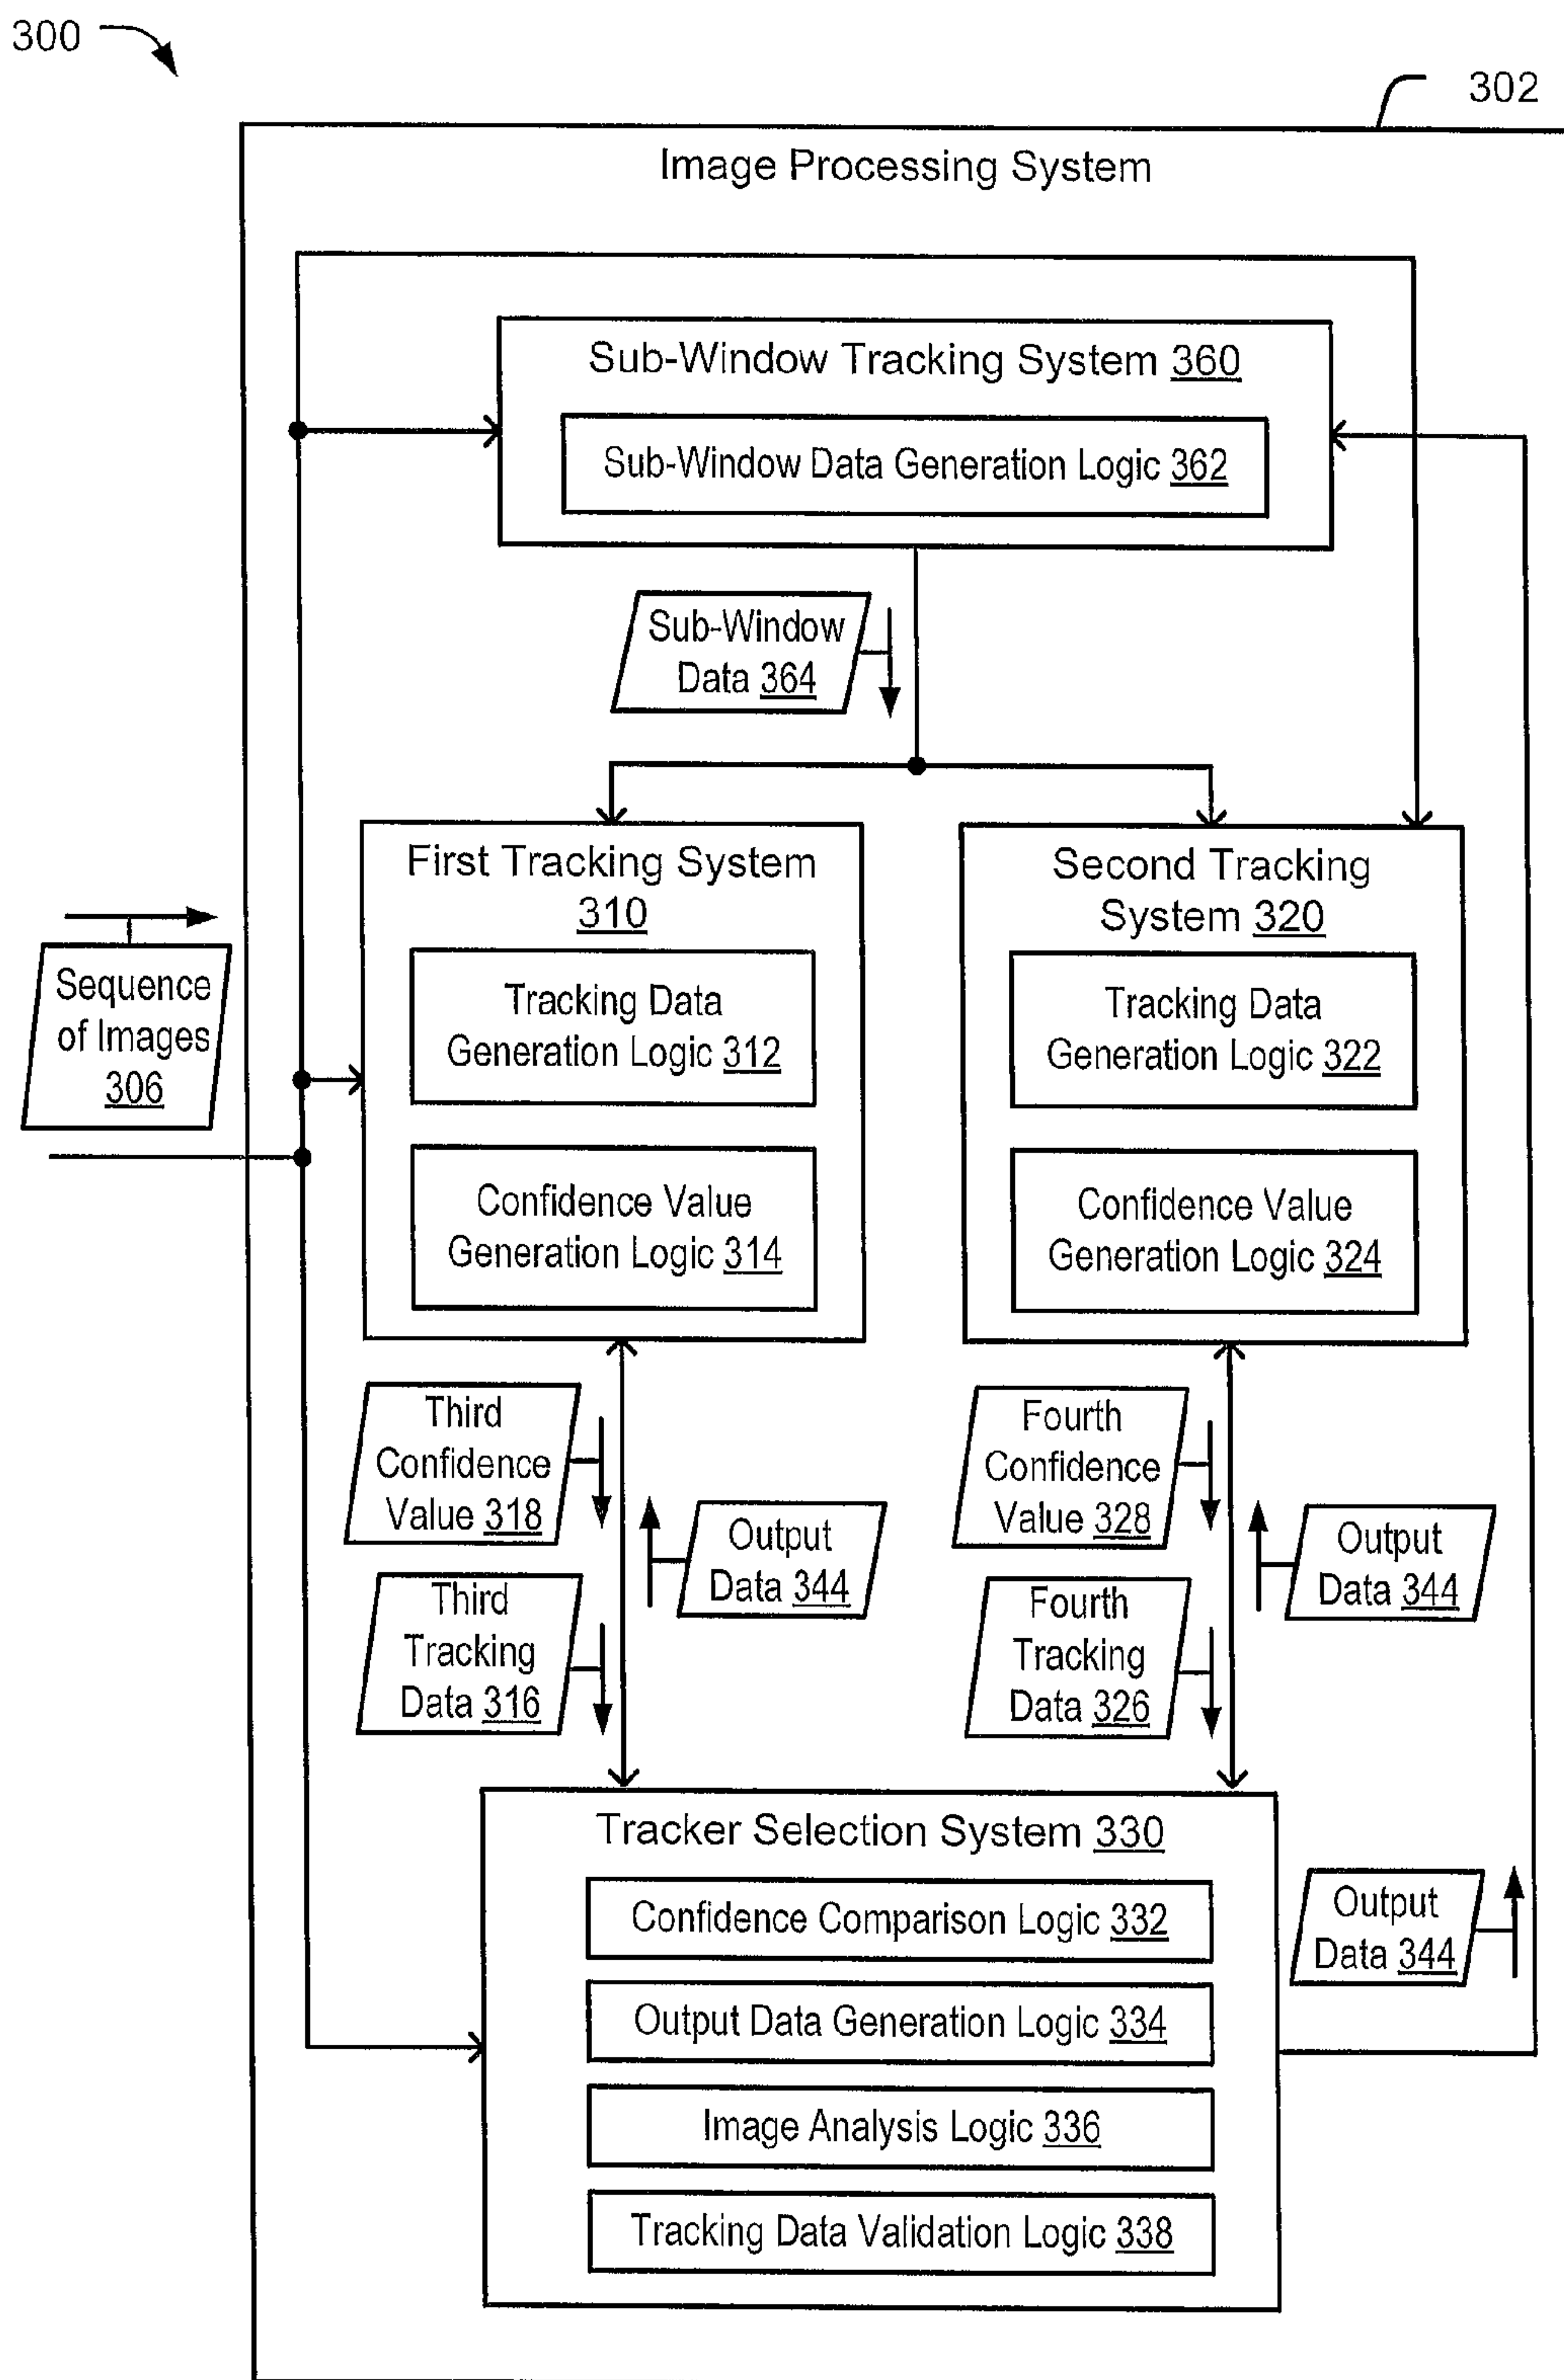 300
302
Image Processing System
Sub-Window Tracking System 360
Sub-Window Data Generation Logic 362
Sub-Window
Data 364
First Tracking System
310
Tracking Data
Generation Logic 312
Confidence Value
Generation Logic 314
Second Tracking
System 320
Tracking Data
Generation Logic 322
Confidence Value
Generation Logic 324
Sequence
of Images
306
Third
Confidence
Value 318
Output
Data 344
Third
Tracking
Data 316
Fourth
Confidence
Value 328
Output
Data 344
Fourth
Tracking
Data 326
Tracker Selection System 330
Confidence Comparison Logic 332
Output Data Generation Logic 334
Image Analysis Logic 336
Tracking Data Validation Logic 338
Output
Data 344